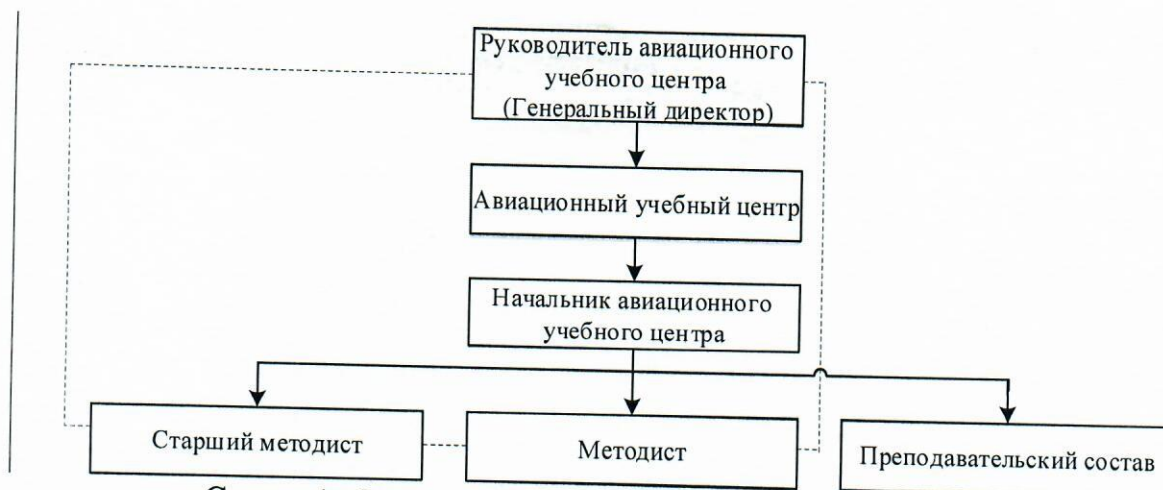 Руководитель авиационного
учебного центра
(Генеральный директор)
Авиационный учебный центр
Начальник авиационного
учебного центра
Старший методист
Методист
Преподавательский состав